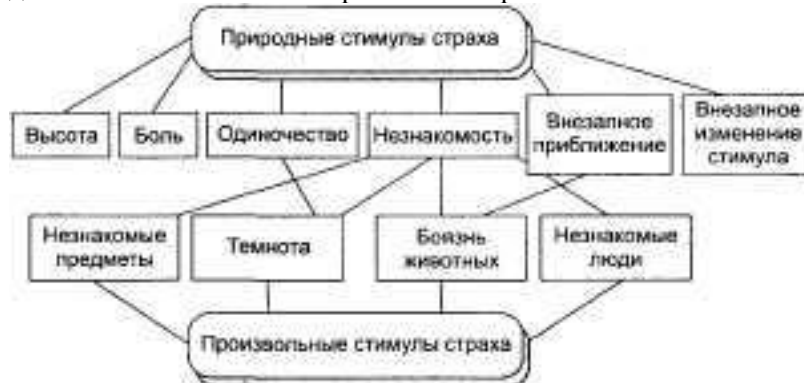 Природные стимулы страха
Высота
Боль
Одиночество
Незнакомость
Внезапное
приближение
Внезапное
изменение
стимула
Незнакомые
предметы
Темнота
Боязнь
животных
Незнакомые
люди
Произвольные стимулы страха